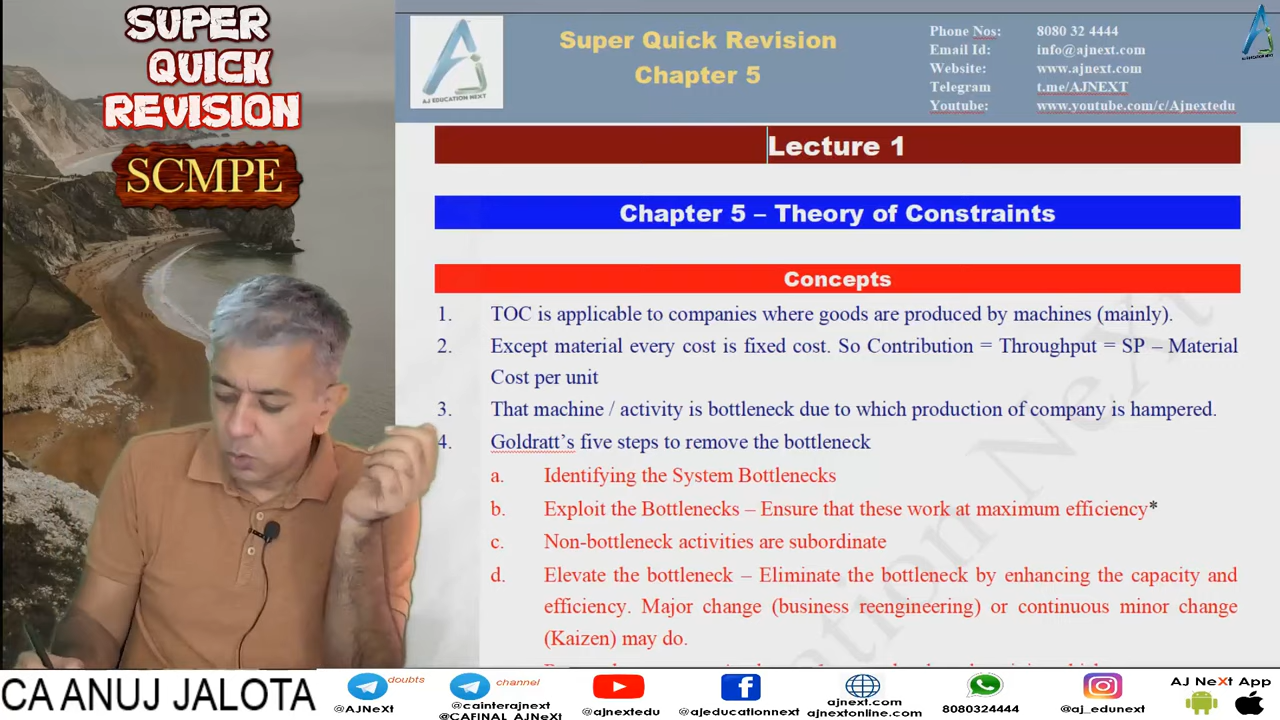 SUPER
QUICK
REVISION
SCMPE
AJ EDUCATION NEXT
Super Quick Revision
Chapter 5
Phone Nos: 8080 32 4444
Email Id: info@ajnext.com
Website: www.ajnext.com
Telegram t.me/AJNEXT
Youtube: www.youtube.com/c/Ajnextedu
Lecture 1
Chapter 5 – Theory of Constraints
Concepts
1. TOC is applicable to companies where goods are produced by machines (mainly).
2. Except material every cost is fixed cost. So Contribution = Throughput = SP – Material
Cost per unit
3. That machine / activity is bottleneck due to which production of company is hampered.
4. Goldratt's five steps to remove the bottleneck
a. Identifying the System Bottlenecks
b. Exploit the Bottlenecks – Ensure that these work at maximum efficiency*
c. Non-bottleneck activities are subordinate
d. Elevate the bottleneck – Eliminate the bottleneck by enhancing the capacity and
efficiency. Major change (business reengineering) or continuous minor change
(Kaizen) may do.
CA ANUJ JALOTA
doubts
@AJNeXt
channel
@cainterajnext
@CAFINAL_AJNeXt
@ajnextedu
@ajeducationnext
ajnext.com
ajnextonline.com
8080324444
@aj_edunext
AJ NeXt App